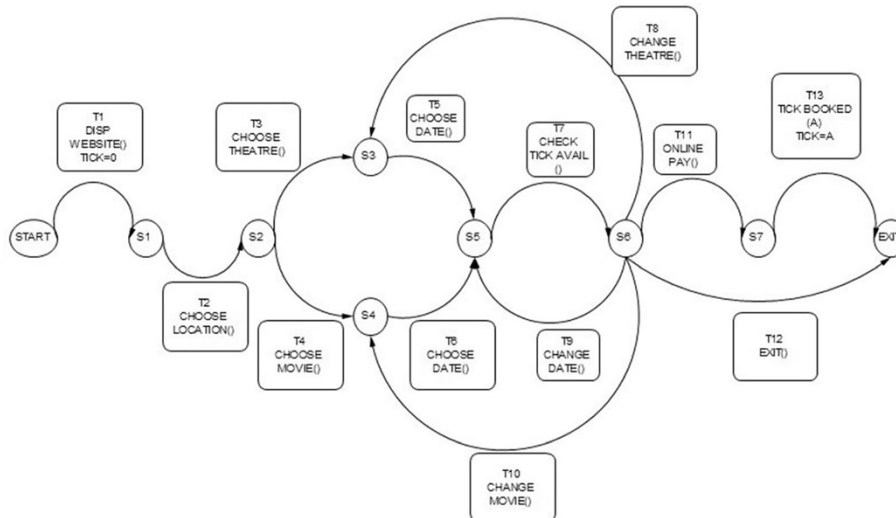 T8
CHANGE
THEATRE()
T13
TICK BOOKED
(A)
TICK=A
T1
DISP
WEBSITE()
TICK=0
T3
CHOOSE
THEATRE()
T5
CHOOSE
DATE()
T7
CHECK
TICK AVAIL
()
T11
ONLINE
PAY()
S3
START
S1
S2
S5
S6
S7
EXIT
S4
T2
CHOOSE
LOCATION()
T4
CHOOSE
MOVIE()
T6
CHOOSE
DATE()
T9
CHANGE
DATE()
T12
EXIT()
T10
CHANGE
MOVIE()